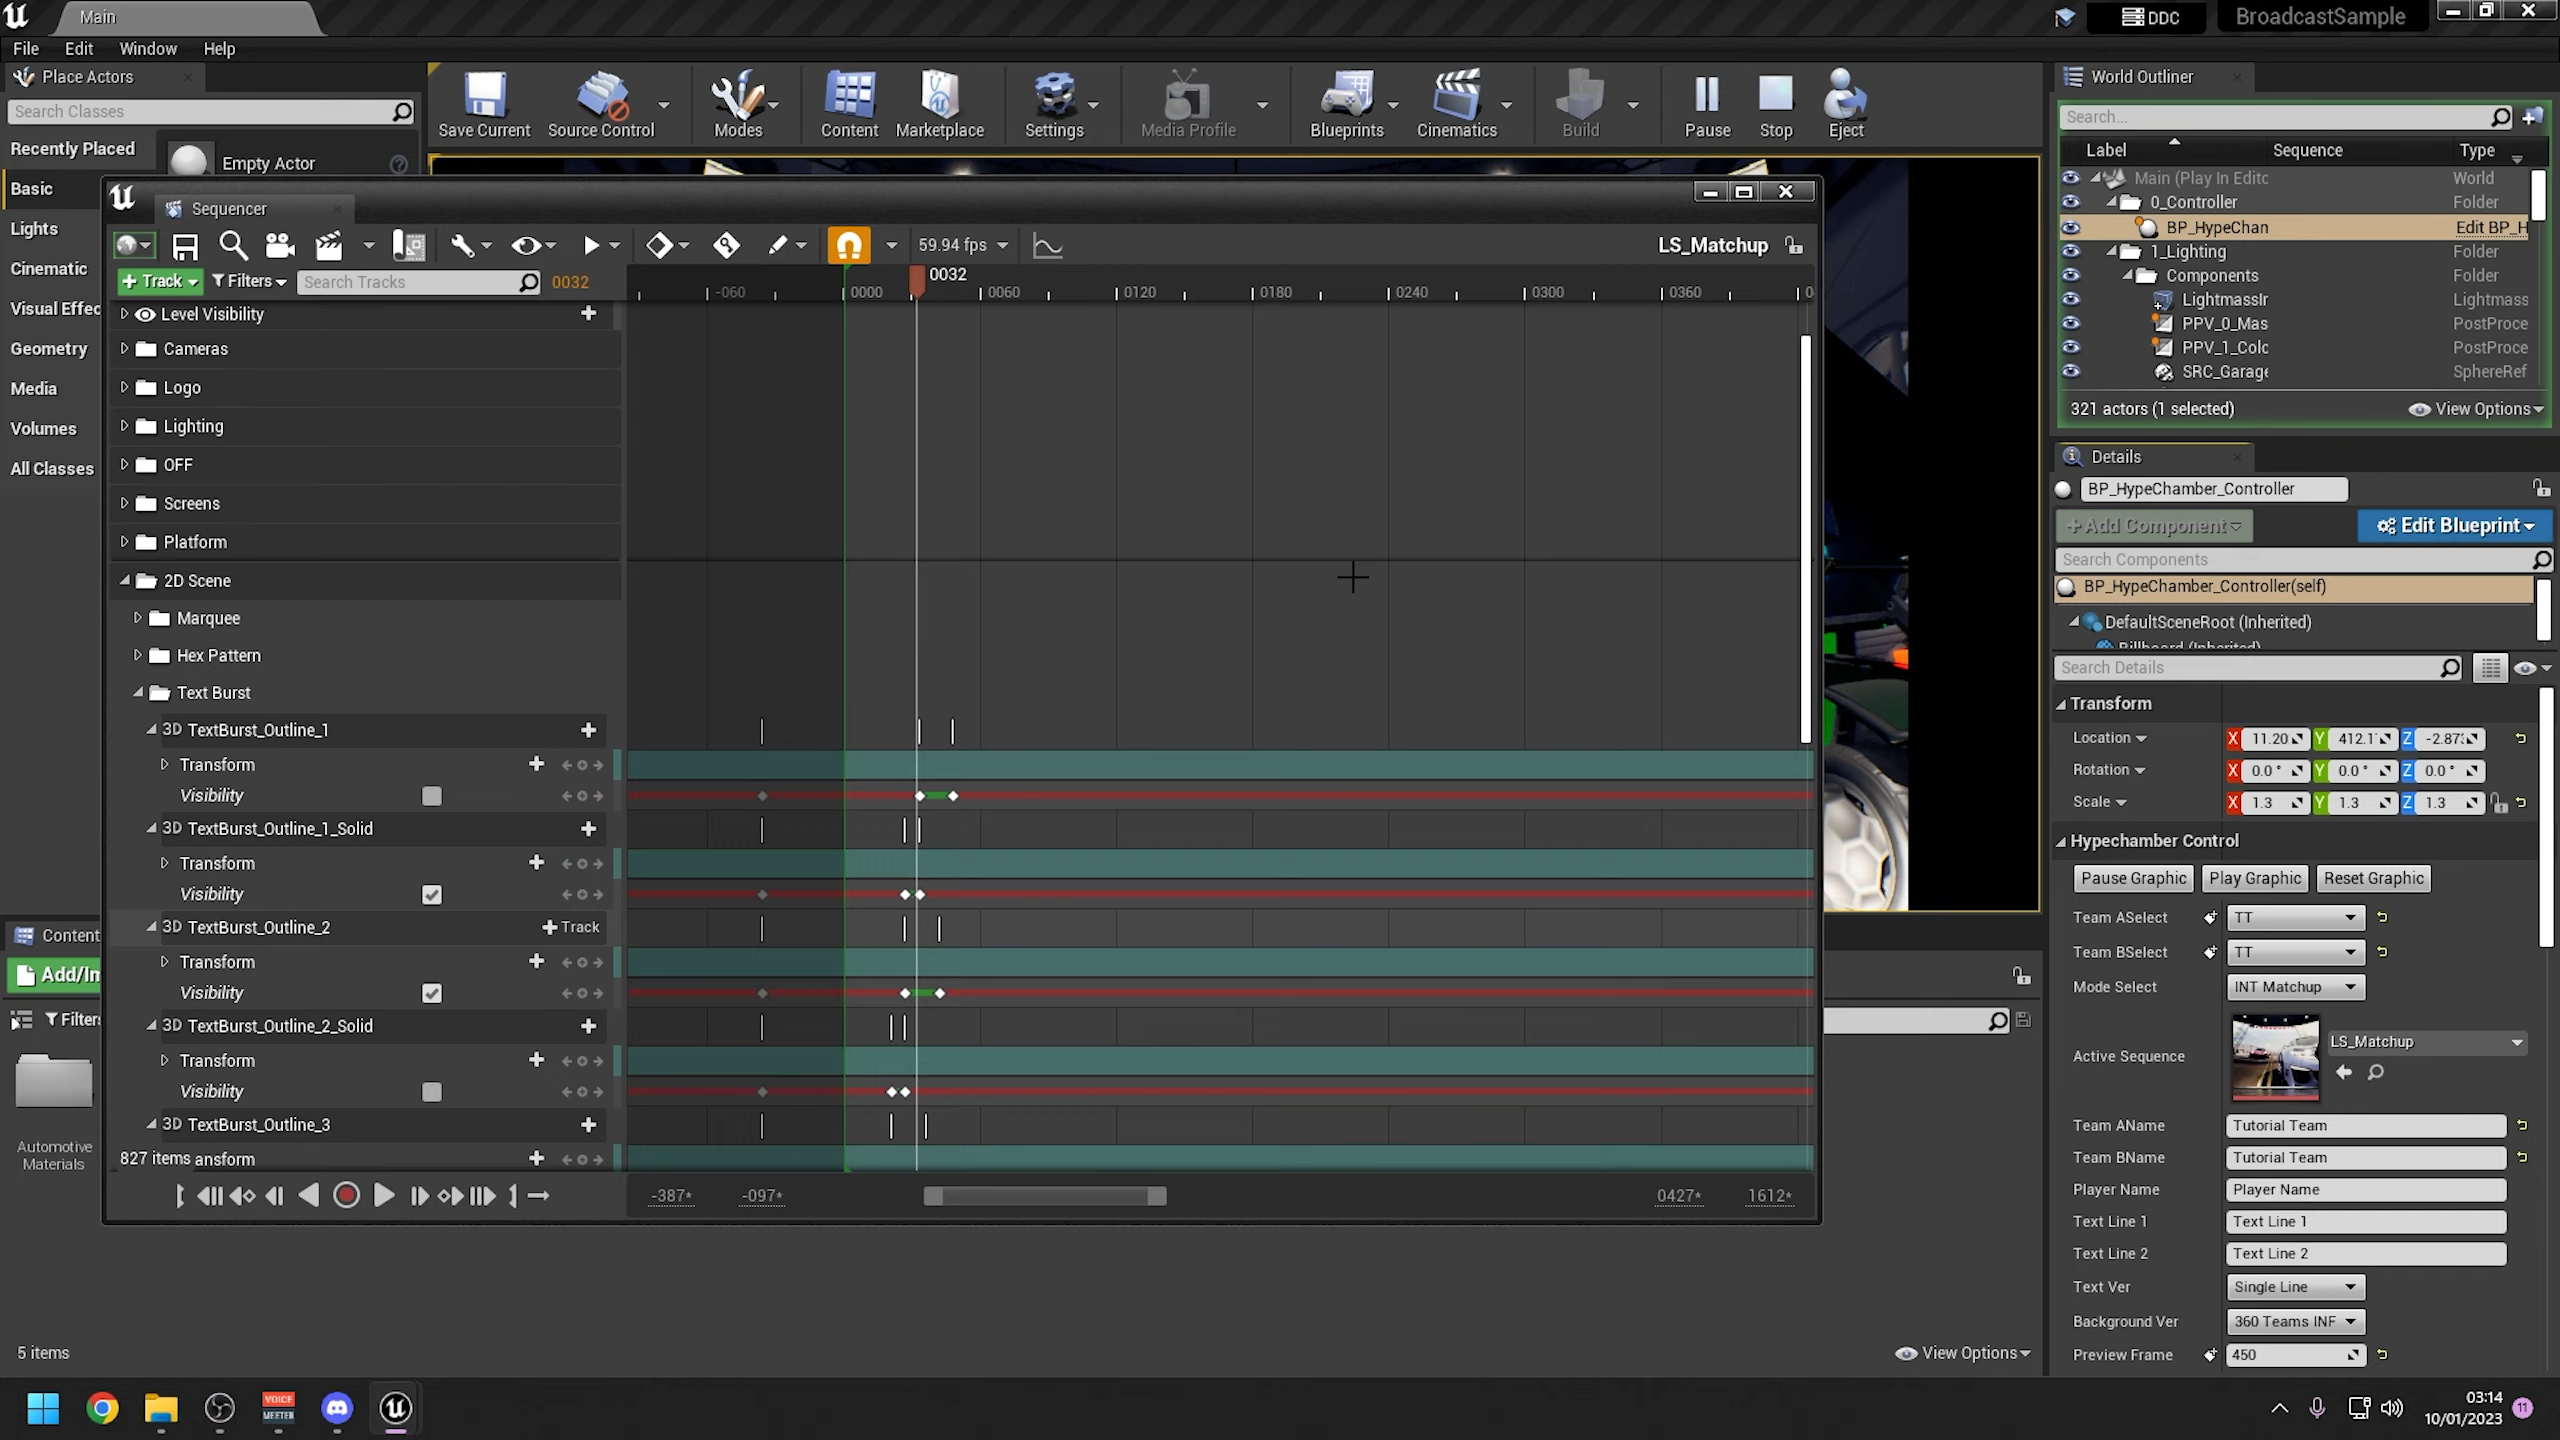 Main
DDC
BroadcastSample
File Edit Window Help
Place Actors
Search Classes
Recently Placed
Basic
Lights
Cinematic
Visual Effec
Geometry
Media
Volumes
All Classes
Empty Actor
Save Current
Source Control
Modes
Content
Marketplace
Settings
Media Profile
Blueprints
Cinematics
Build
Pause
Stop
Eject
World Outliner
Search...
Label Sequence Type
Main (Play In Editc World
0_Controller Folder
BP_HypeChan Edit BP_H
1_Lighting Folder
Components Folder
LightmassIr Lightmass
PPV_0_Mas PostProce
PPV_1_Colc PostProce
SRC_Garage SphereRef
321 actors (1 selected) View Options
Sequencer
59.94 fps
LS_Matchup
+ Track Filters Search Tracks 0032
0032
-060 0000 0060 0120 0180 0240 0300 0360 0
Level Visibility
Cameras
Logo
Lighting
OFF
Screens
Platform
2D Scene
Marquee
Hex Pattern
Text Burst
3D TextBurst_Outline_1
Transform
Visibility
3D TextBurst_Outline_1_Solid
Transform
Visibility
3D TextBurst_Outline_2 + Track
Transform
Visibility
3D TextBurst_Outline_2_Solid
Transform
Visibility
3D TextBurst_Outline_3
827 items ansform
-387* -097* 0427* 1612*
Details
BP_HypeChamber_Controller
+ Add Component Edit Blueprint
Search Components
BP_HypeChamber_Controller(self)
DefaultSceneRoot (Inherited)
Billboard (Inherited)
Search Details
Transform
Location X 11.20 Y 412.1 Z -2.87
Rotation X 0.0 ° Y 0.0 ° Z 0.0 °
Scale X 1.3 Y 1.3 Z 1.3
Hypechamber Control
Pause Graphic Play Graphic Reset Graphic
Team ASelect TT
Team BSelect TT
Mode Select INT Matchup
Active Sequence LS_Matchup
Team AName Tutorial Team
Team BName Tutorial Team
Player Name Player Name
Text Line 1 Text Line 1
Text Line 2 Text Line 2
Text Ver Single Line
Background Ver 360 Teams INF
Preview Frame 450
Content
Add/In
Filters
Automotive
Materials
5 items
View Options
VOICE
MEETER
03:14
10/01/2023
11